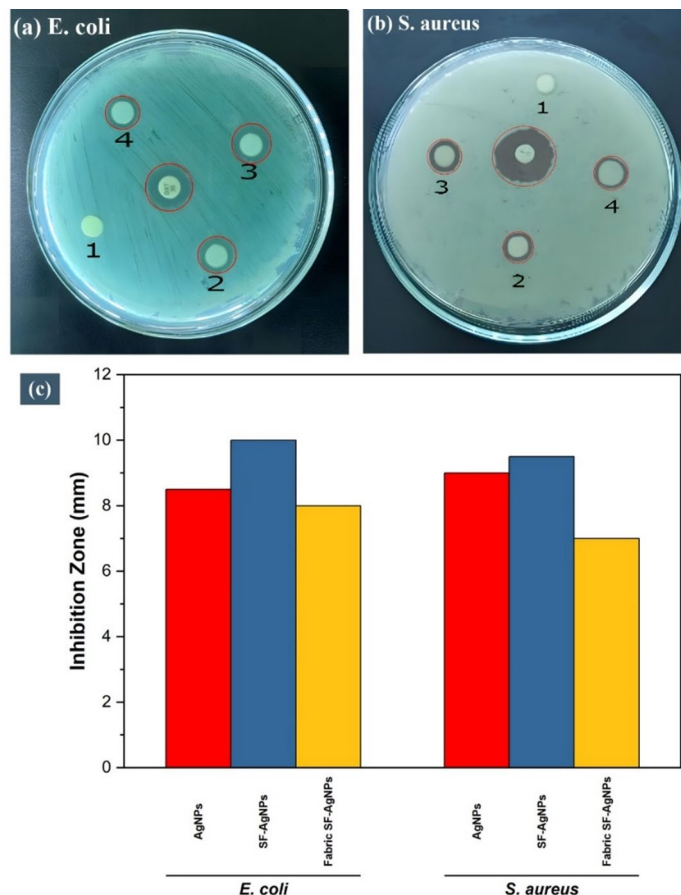 (a) E. coli
4
3
1
2
(b) S. aureus
1
3
4
2
(c)
12
10
8
6
4
2
0
Inhibition Zone (mm)
AgNPs
SF-AgNPs
Fabric SF-AgNPs
AgNPs
SF-AgNPs
Fabric SF-AgNPs
E. coli
S. aureus